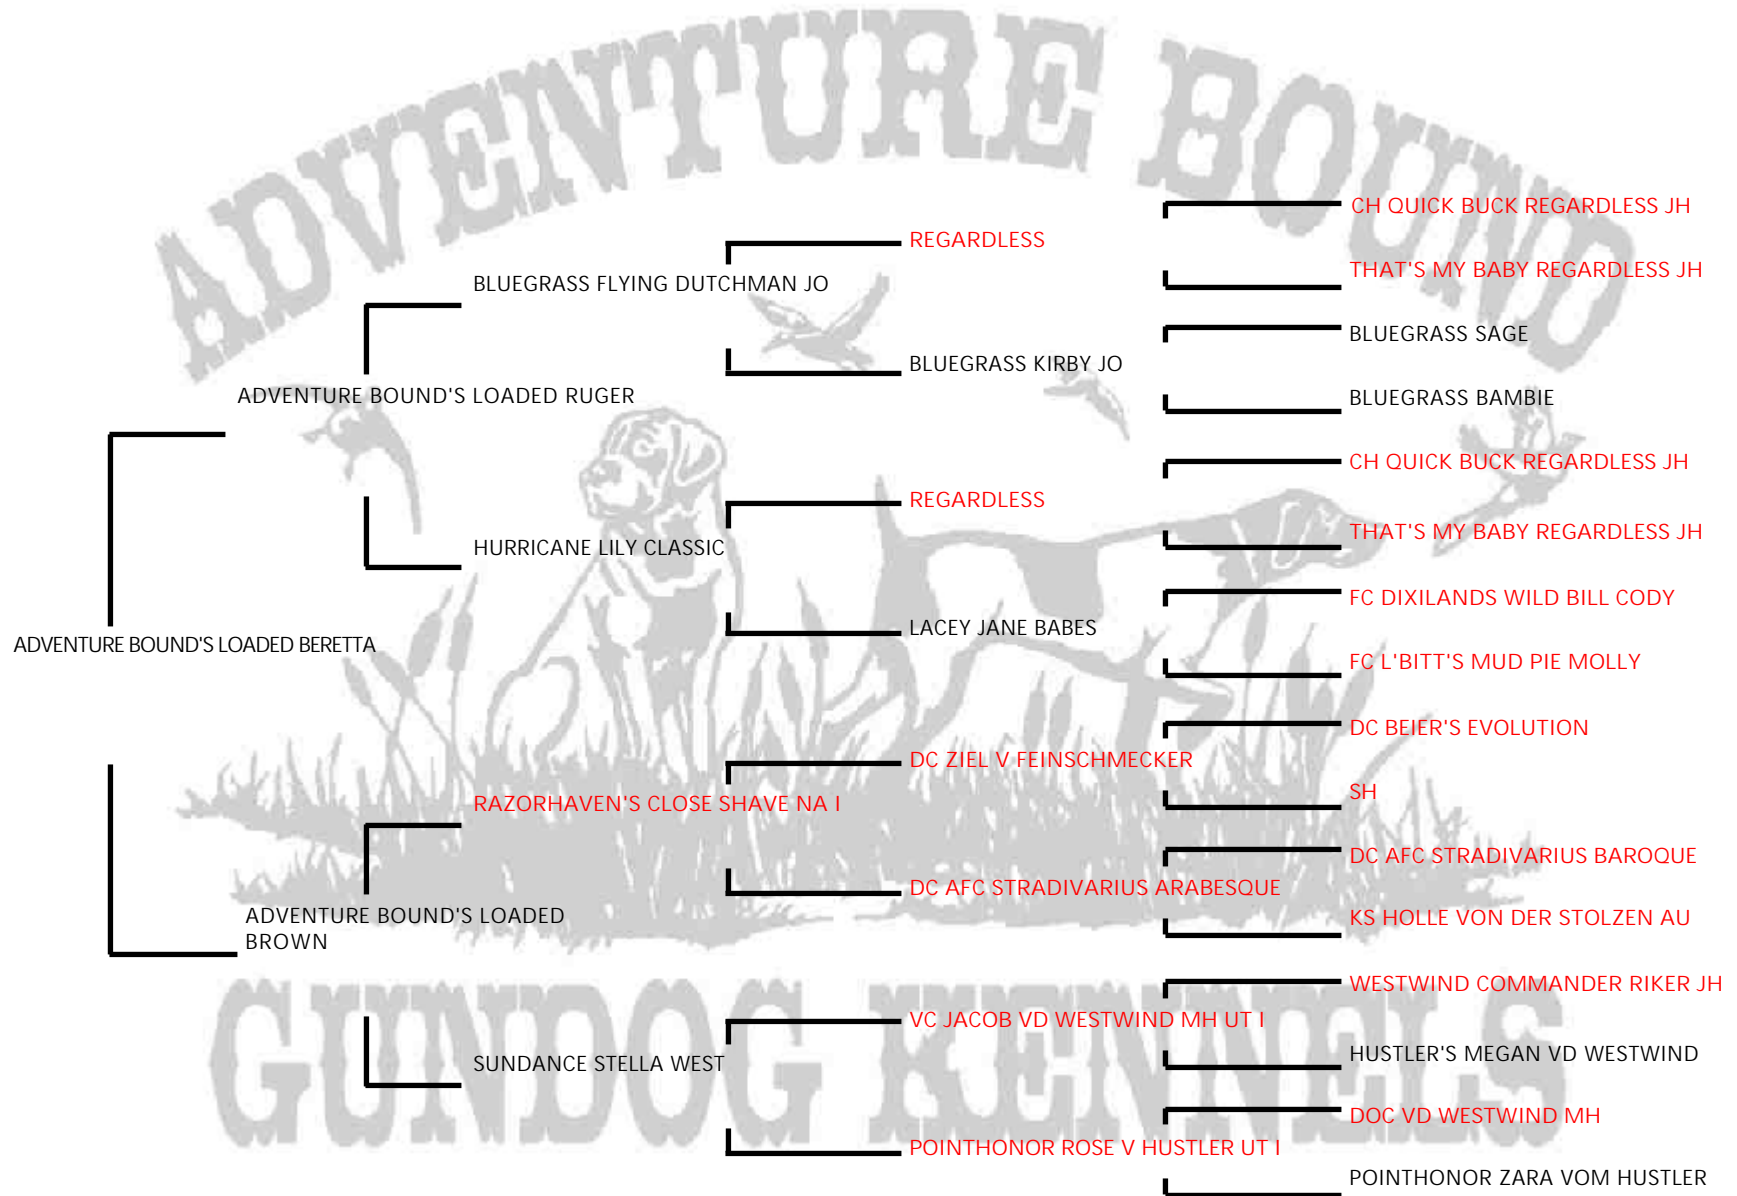 ADVENTURE BOUND
CH QUICK BUCK REGARDLESS JH
REGARDLESS
THAT'S MY BABY REGARDLESS JH
BLUEGRASS FLYING DUTCHMAN JO
BLUEGRASS SAGE
BLUEGRASS KIRBY JO
BLUEGRASS BAMBIE
ADVENTURE BOUND'S LOADED RUGER
CH QUICK BUCK REGARDLESS JH
REGARDLESS
THAT'S MY BABY REGARDLESS JH
HURRICANE LILY CLASSIC
FC DIXILANDS WILD BILL CODY
LACEY JANE BABES
FC L'BITT'S MUD PIE MOLLY
ADVENTURE BOUND'S LOADED BERETTA
DC BEIER'S EVOLUTION
DC ZIEL V FEINSCHMECKER
SH
RAZORHAVEN'S CLOSE SHAVE NA I
DC AFC STRADIVARIUS BAROQUE
DC AFC STRADIVARIUS ARABESQUE
KS HOLLE VON DER STOLZEN AU
ADVENTURE BOUND'S LOADED
BROWN
WESTWIND COMMANDER RIKER JH
VC JACOB VD WESTWIND MH UT I
HUSTLER'S MEGAN VD WESTWIND
SUNDANCE STELLA WEST
DOC VD WESTWIND MH
POINTHONOR ROSE V HUSTLER UT I
POINTHONOR ZARA VOM HUSTLER
GUNDOG KENNELS